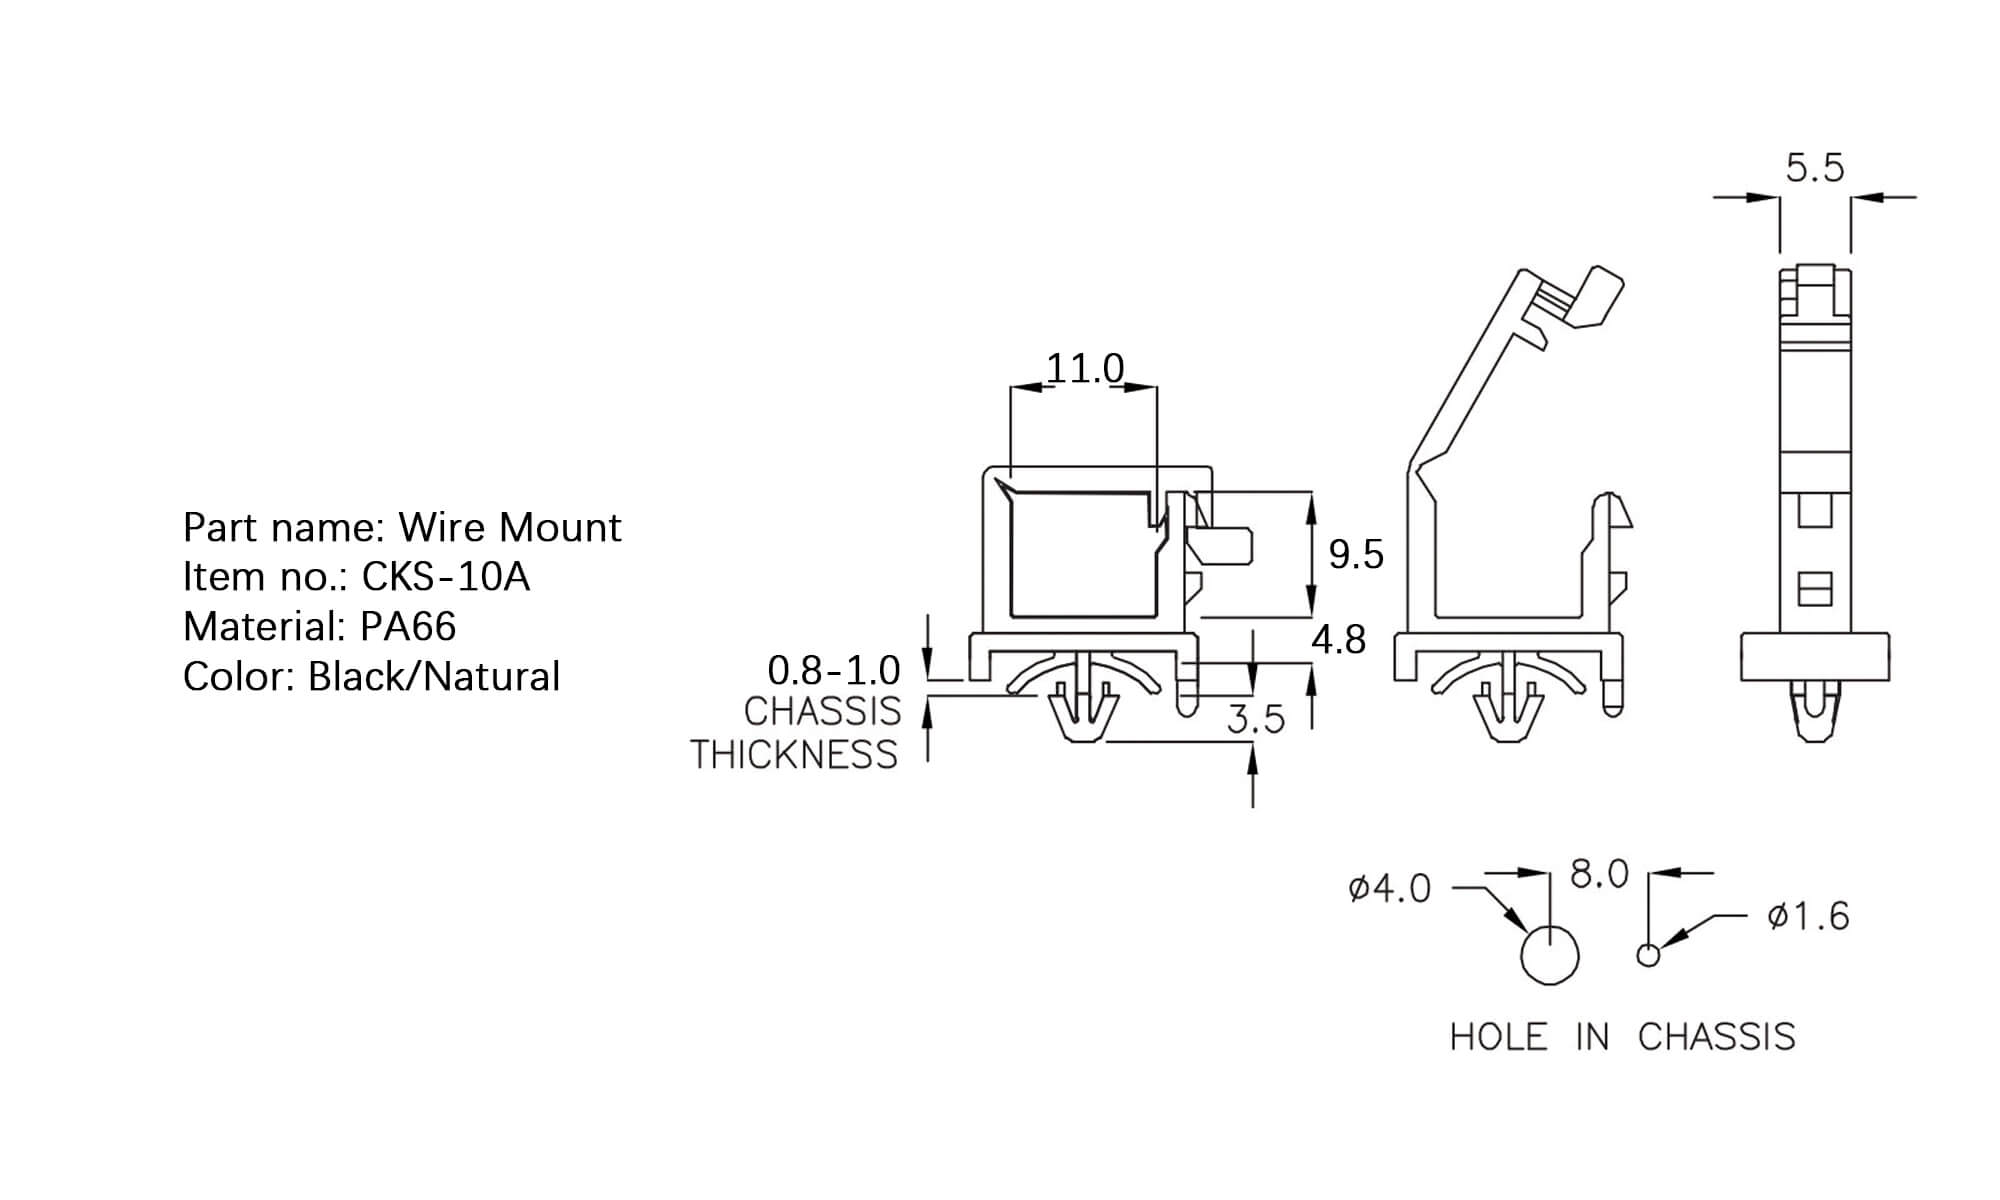 5.5
11.0
Part name: Wire Mount
Item no.: CKS-10A
Material: PA66
Color: Black/Natural
9.5
4.8
0.8-1.0
CHASSIS
THICKNESS
3.5
ø4.0
8.0
ø1.6
HOLE IN CHASSIS